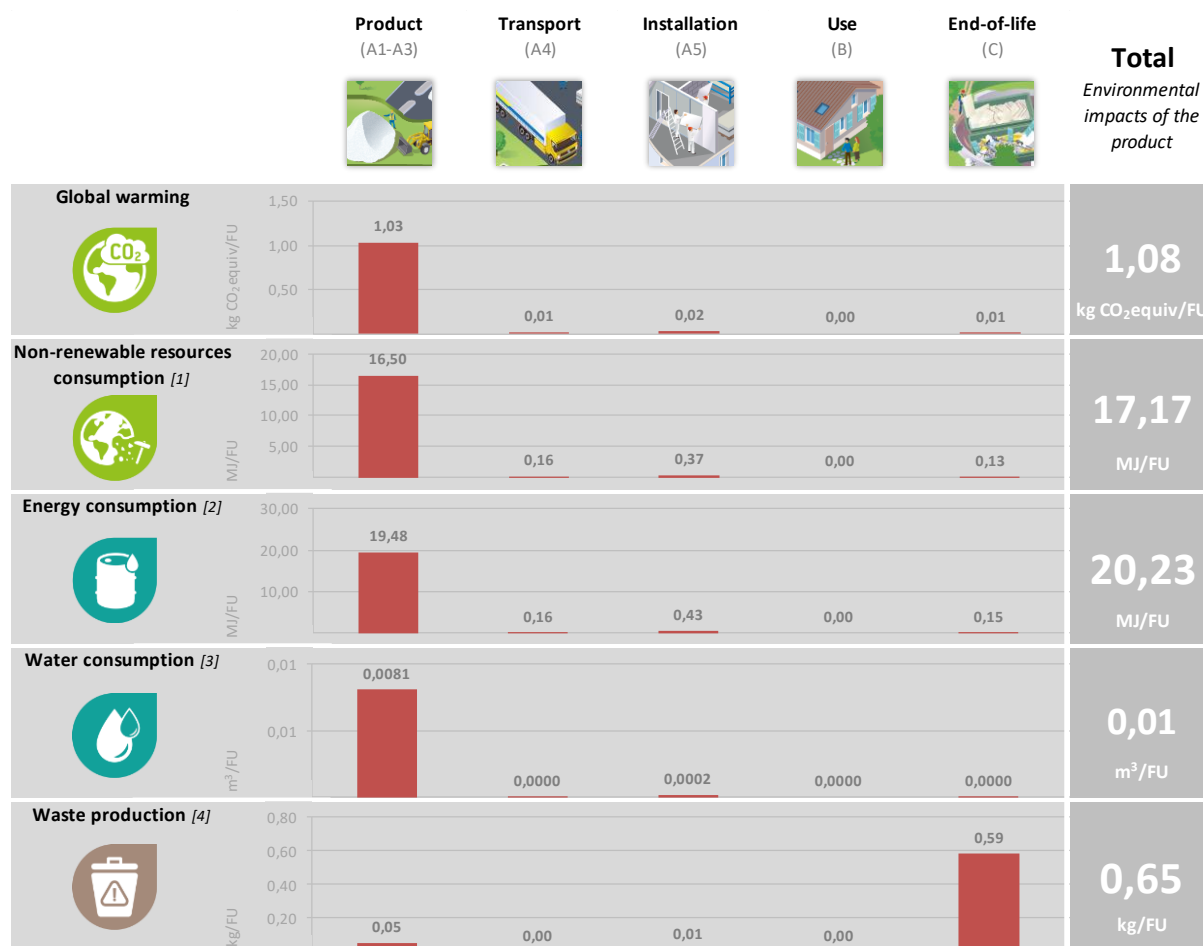 Product
(A1-A3)
Transport
(A4)
Installation
(A5)
Use
(B)
End-of-life
(C)
Total
Environmental
impacts of the
product
Global warming
CO₂
kg CO₂equiv/FU
1,50
1,00
0,50
1,03
0,01
0,02
0,00
0,01
1,08
kg CO₂equiv/FU
Non-renewable resources
consumption [1]
MJ/FU
20,00
15,00
10,00
5,00
16,50
0,16
0,37
0,00
0,13
17,17
MJ/FU
Energy consumption [2]
MJ/FU
30,00
20,00
10,00
19,48
0,16
0,43
0,00
0,15
20,23
MJ/FU
Water consumption [3]
m³/FU
0,01
0,01
0,0081
0,0000
0,0002
0,0000
0,0000
0,01
m³/FU
Waste production [4]
kg/FU
0,80
0,60
0,40
0,20
0,05
0,00
0,01
0,00
0,59
0,65
kg/FU